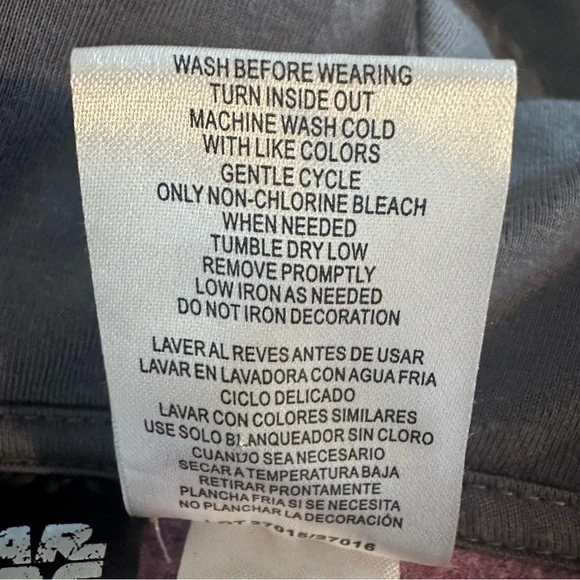 WASH BEFORE WEARING
TURN INSIDE OUT
MACHINE WASH COLD
WITH LIKE COLORS
GENTLE CYCLE
ONLY NON-CHLORINE BLEACH
WHEN NEEDED
TUMBLE DRY LOW
REMOVE PROMPTLY
LOW IRON AS NEEDED
DO NOT IRON DECORATION
LAVER AL REVES ANTES DE USAR
LAVAR EN LAVADORA CON AGUA FRIA
CICLO DELICADO
LAVAR CON COLORES SIMILARES
USE SOLO BLANQUEADOR SIN CLORO
CUANDO SEA NECESARIO
SECAR A TEMPERATURA BAJA
RETIRAR PRONTAMENTE
PLANCHA FRIA SI SE NECESITA
NO PLANCHAR LA DECORACION